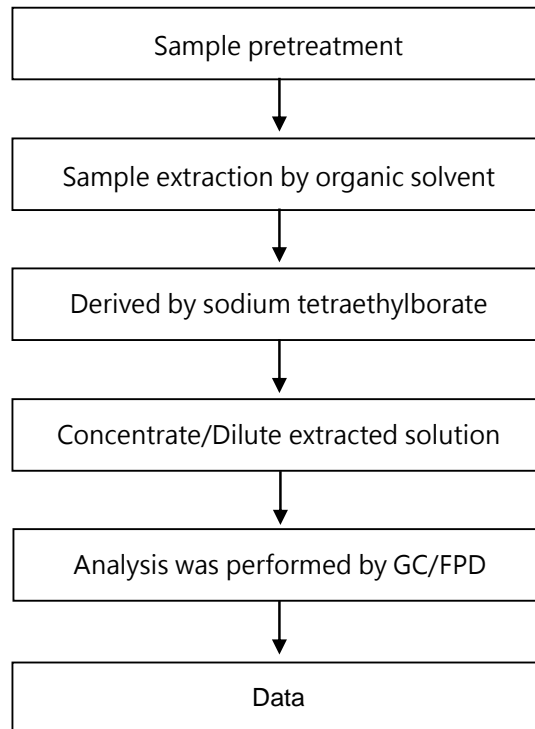 Sample pretreatment
Sample extraction by organic solvent
Derived by sodium tetraethylborate
Concentrate/Dilute extracted solution
Analysis was performed by GC/FPD
Data